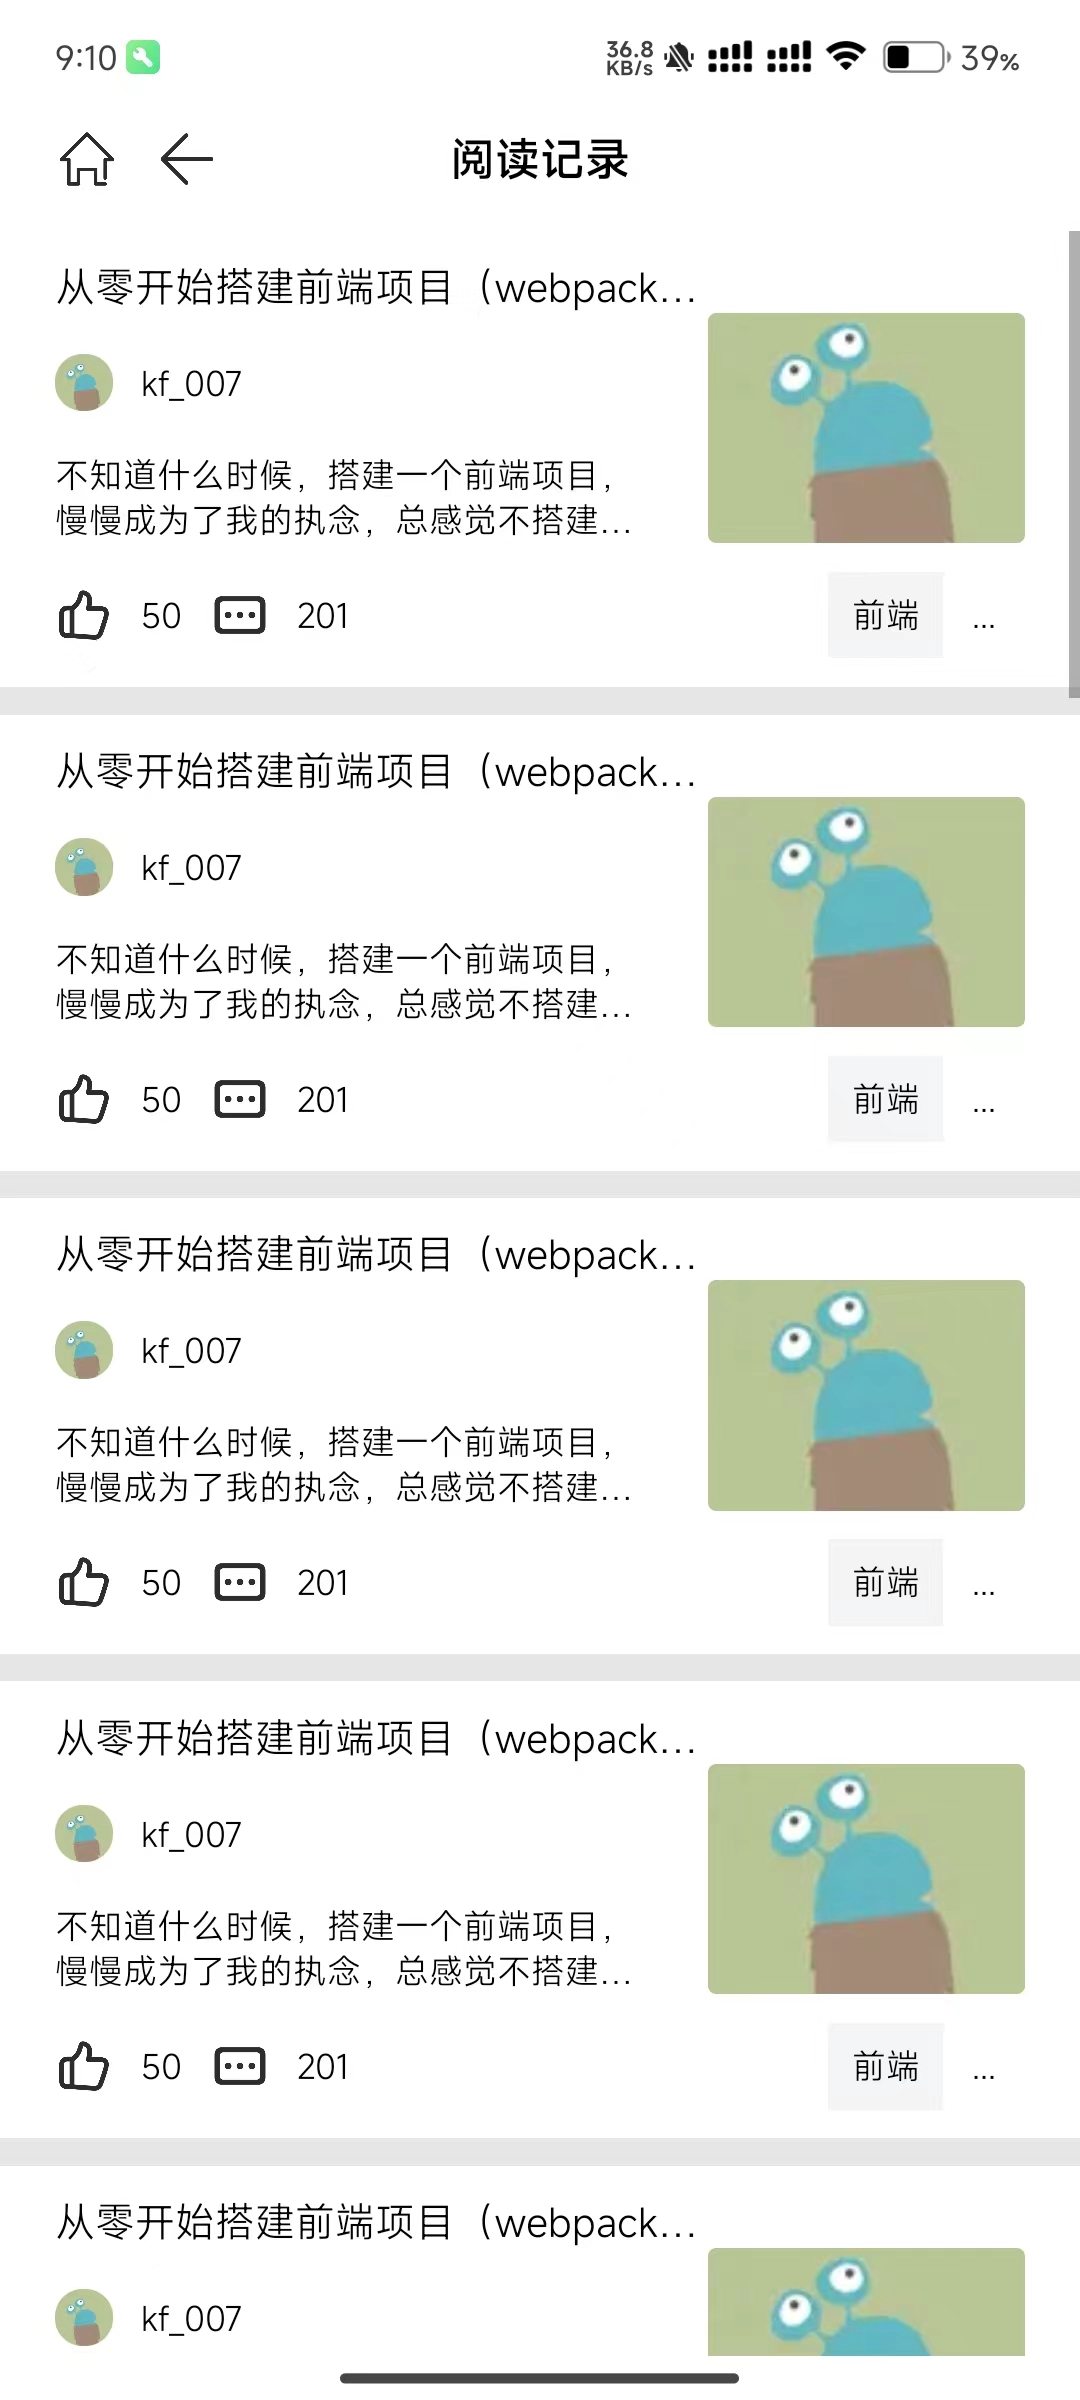 9:10
36.8
KB/s
39%
阅读记录
从零开始搭建前端项目（webpack...
kf_007
不知道什么时候，搭建一个前端项目，
慢慢成为了我的执念，总感觉不搭建...
50 201 前端 ...
从零开始搭建前端项目（webpack...
kf_007
不知道什么时候，搭建一个前端项目，
慢慢成为了我的执念，总感觉不搭建...
50 201 前端 ...
从零开始搭建前端项目（webpack...
kf_007
不知道什么时候，搭建一个前端项目，
慢慢成为了我的执念，总感觉不搭建...
50 201 前端 ...
从零开始搭建前端项目（webpack...
kf_007
不知道什么时候，搭建一个前端项目，
慢慢成为了我的执念，总感觉不搭建...
50 201 前端 ...
从零开始搭建前端项目（webpack...
kf_007